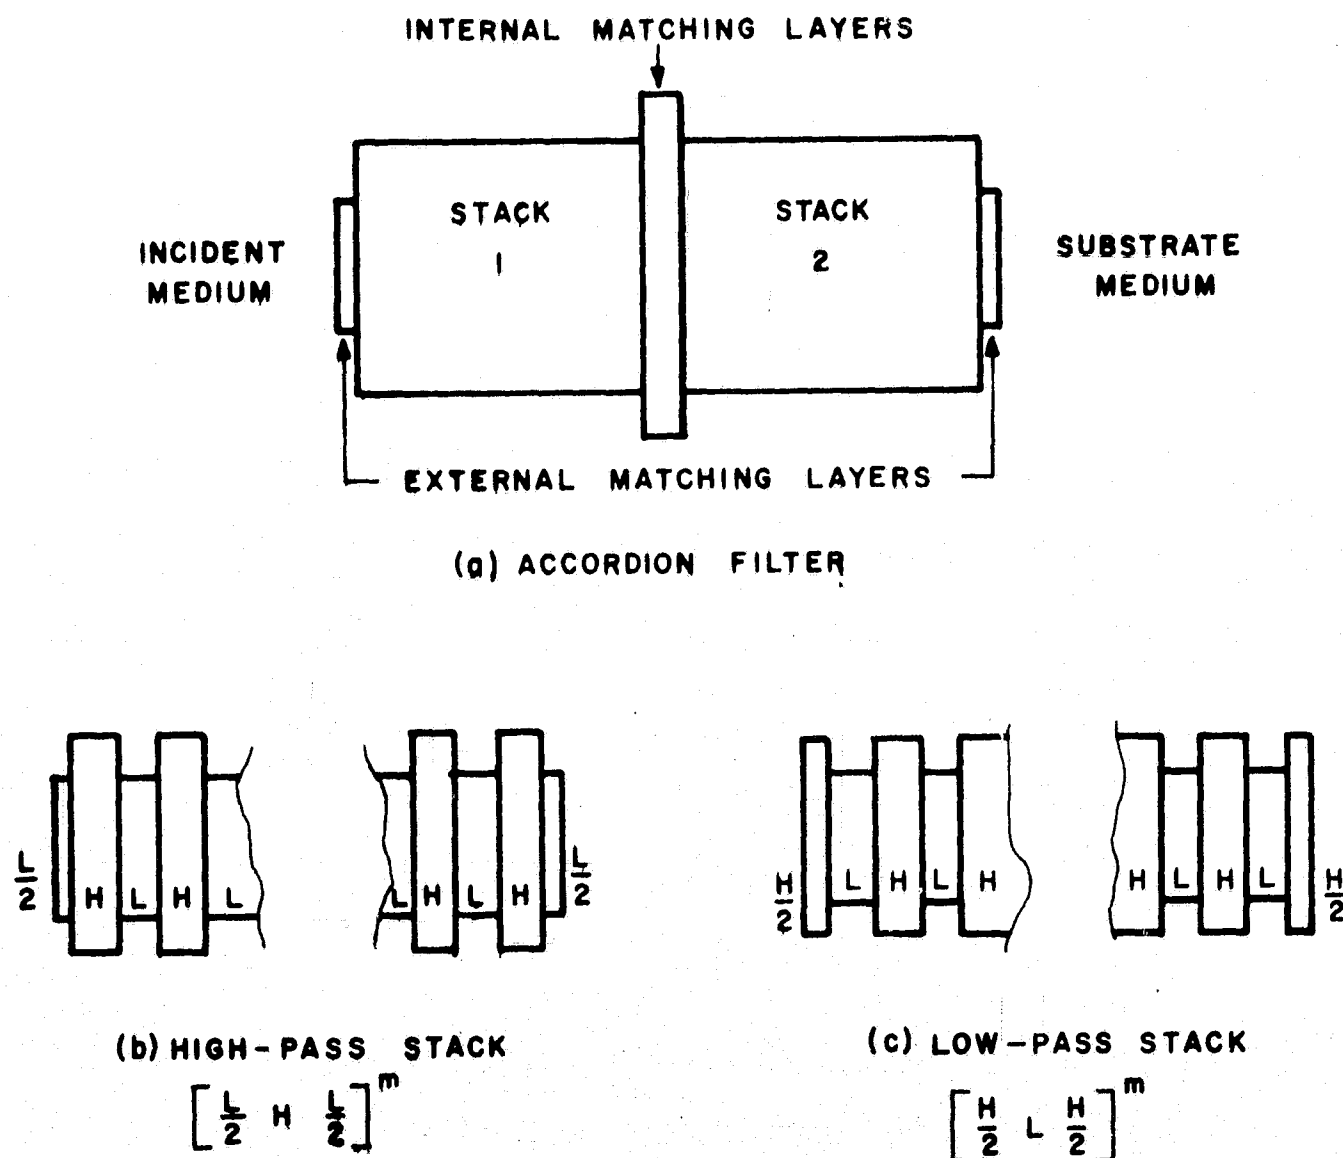 INTERNAL MATCHING LAYERS
STACK
1
STACK
2
INCIDENT
MEDIUM
SUBSTRATE
MEDIUM
EXTERNAL MATCHING LAYERS
(a) ACCORDION FILTER
L/2 H L H L L H L H L/2
H/2 L H L H H L H L H/2
(b) HIGH-PASS STACK
[L/2 H L/2]^m
(c) LOW-PASS STACK
[H/2 L H/2]^m